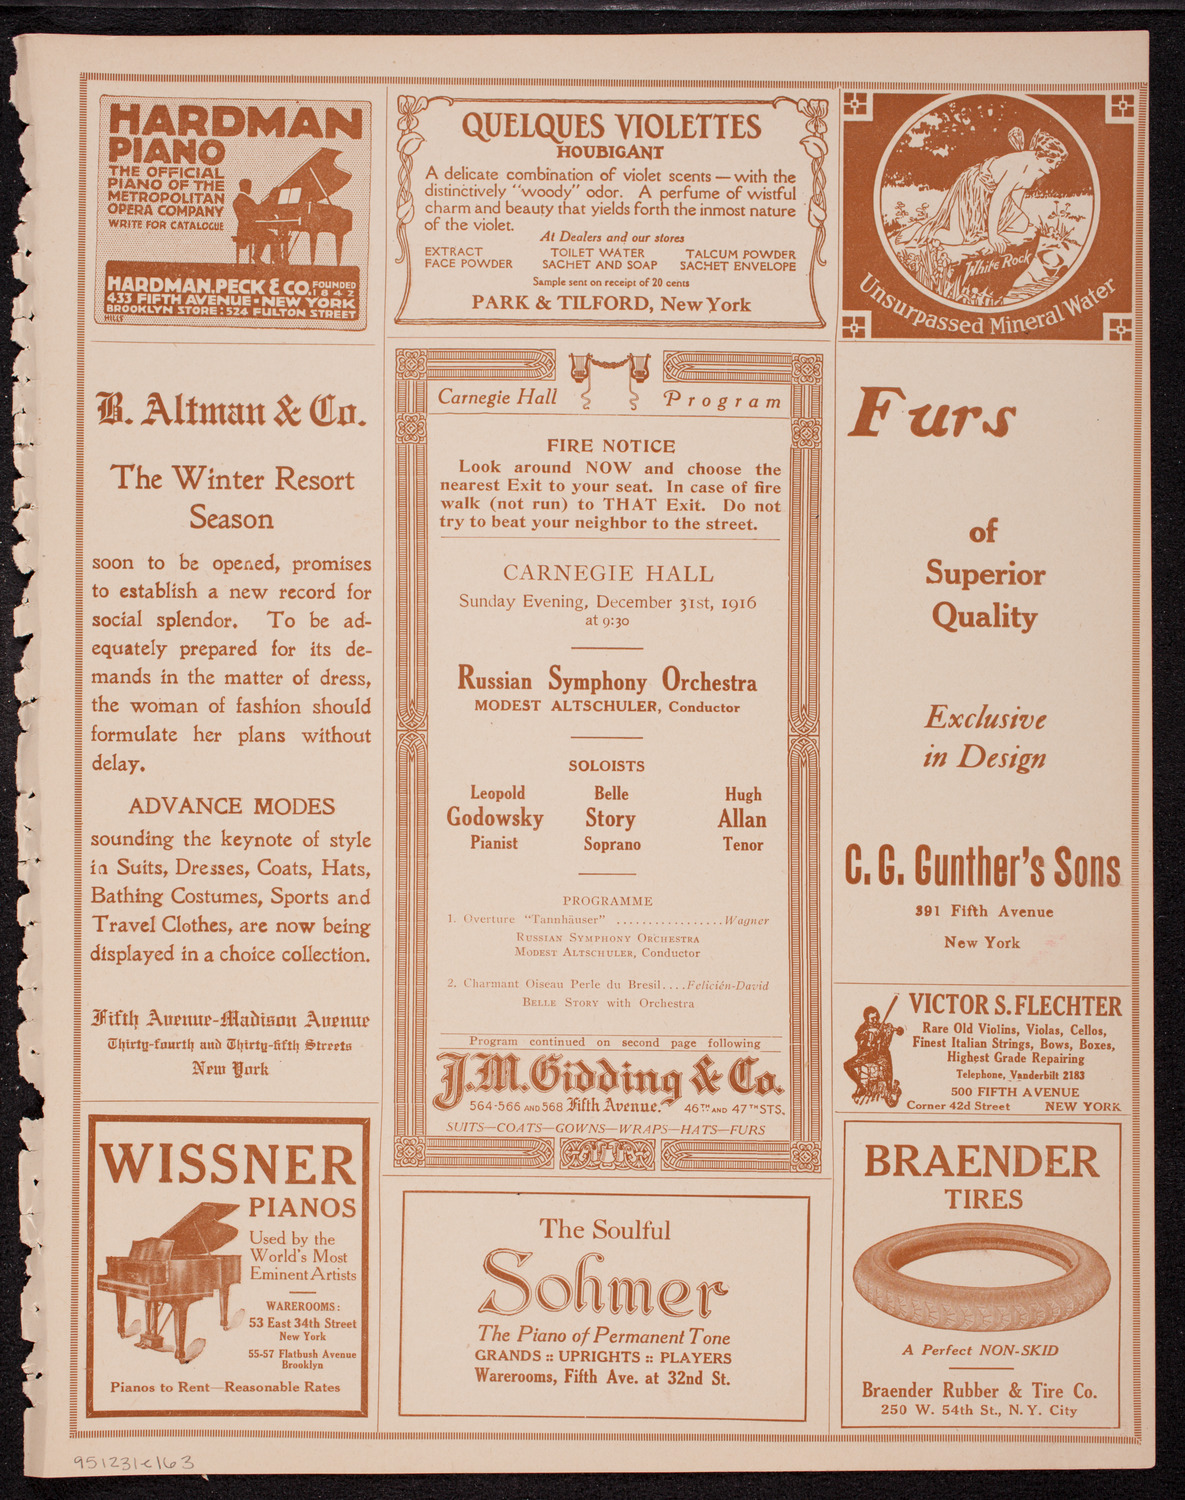 HARDMAN
PIANO
THE OFFICIAL
PIANO OF THE
METROPOLITAN
OPERA COMPANY
WRITE FOR CATALOGUE
HARDMAN, PECK & CO. FOUNDED 1842
433 FIFTH AVENUE • NEW YORK
BROOKLYN STORE: 524 FULTON STREET
HILLS
B. Altman & Co.
The Winter Resort
Season
soon to be opened, promises
to establish a new record for
social splendor. To be ad-
equately prepared for its de-
mands in the matter of dress,
the woman of fashion should
formulate her plans without
delay.
ADVANCE MODES
sounding the keynote of style
in Suits, Dresses, Coats, Hats,
Bathing Costumes, Sports and
Travel Clothes, are now being
displayed in a choice collection.
Fifth Avenue-Madison Avenue
Thirty-fourth and Thirty-fifth Streets
New York
WISSNER
PIANOS
Used by the
World's Most
Eminent Artists
WAREROOMS:
53 East 34th Street
New York
55-57 Flatbush Avenue
Brooklyn
Pianos to Rent—Reasonable Rates
QUELQUES VIOLETTES
HOUBIGANT
A delicate combination of violet scents—with the
distinctively "woody" odor. A perfume of wistful
charm and beauty that yields forth the inmost nature
of the violet.
At Dealers and our stores
EXTRACT TOILET WATER TALCUM POWDER
FACE POWDER SACHET AND SOAP SACHET ENVELOPE
Sample sent on receipt of 20 cents
PARK & TILFORD, New York
Carnegie Hall Program
FIRE NOTICE
Look around NOW and choose the
nearest Exit to your seat. In case of fire
walk (not run) to THAT Exit. Do not
try to beat your neighbor to the street.
CARNEGIE HALL
Sunday Evening, December 31st, 1916
at 9:30
Russian Symphony Orchestra
MODEST ALTSCHULER, Conductor
SOLOISTS
Leopold Belle Hugh
Godowsky Story Allan
Pianist Soprano Tenor
PROGRAMME
1. Overture "Tannhäuser" ................Wagner
RUSSIAN SYMPHONY ORCHESTRA
MODEST ALTSCHULER, Conductor
2. Charmant Oiseau Perle du Bresil....Feliciën-David
BELLE STORY with Orchestra
Program continued on second page following
J. M. Gidding & Co.
564-566 AND 568 Fifth Avenue. 46TH AND 47TH STS.
SUITS—COATS—GOWNS—WRAPS—HATS—FURS
The Soulful
Sohmer
The Piano of Permanent Tone
GRANDS :: UPRIGHTS :: PLAYERS
Warerooms, Fifth Ave. at 32nd St.
White Rock
Unsurpassed Mineral Water
Furs
of
Superior
Quality
Exclusive
in Design
C. G. Gunther's Sons
391 Fifth Avenue
New York
VICTOR S. FLECHTER
Rare Old Violins, Violas, Cellos,
Finest Italian Strings, Bows, Boxes,
Highest Grade Repairing
Telephone, Vanderbilt 2183
500 FIFTH AVENUE
Corner 42d Street NEW YORK
BRAENDER
TIRES
A Perfect NON-SKID
Braender Rubber & Tire Co.
250 W. 54th St., N. Y. City
951231e163